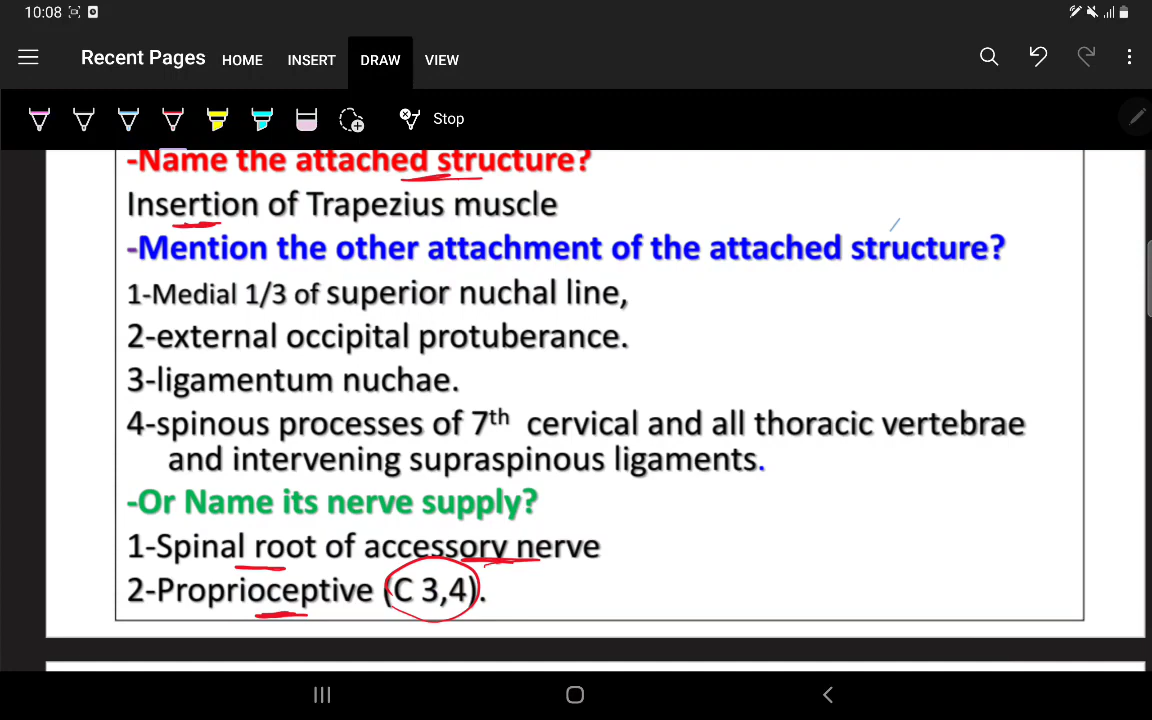 10:08
Recent Pages HOME INSERT DRAW VIEW
Stop
-Name the attached structure?
Insertion of Trapezius muscle
-Mention the other attachment of the attached structure?
1-Medial 1/3 of superior nuchal line,
2-external occipital protuberance.
3-ligamentum nuchae.
4-spinous processes of 7th cervical and all thoracic vertebrae
and intervening supraspinous ligaments.
-Or Name its nerve supply?
1-Spinal root of accessory nerve
2-Proprioceptive (C 3,4).